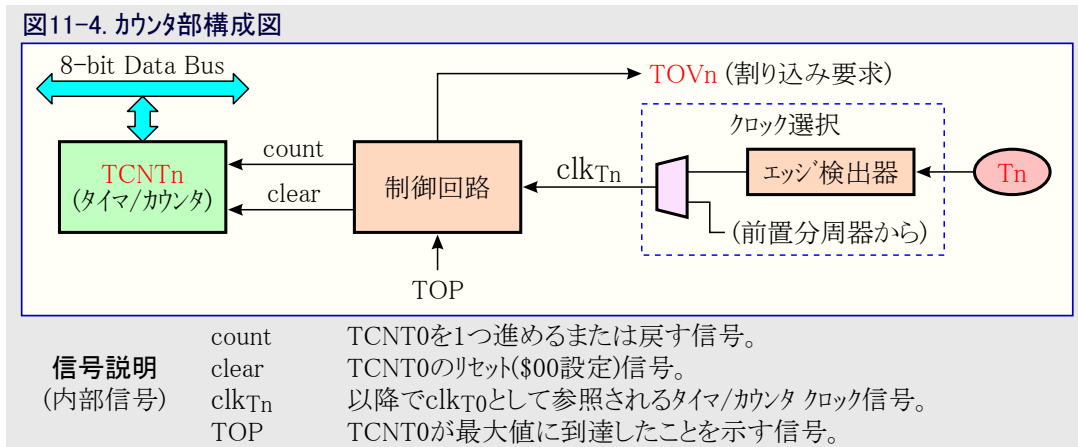 図11-4. カウンタ部構成図
8-bit Data Bus
TOVn (割り込み要求)
クロック選択
TCNTn
(タイマ/カウンタ)
count
clear
制御回路
clkTn
エッジ検出器
Tn
(前置分周器から)
TOP
信号説明
(内部信号)
count TCNT0を1つ進めるまたは戻す信号。
clear TCNT0のリセット($00設定)信号。
clkTn 以降でclkT0として参照されるタイマ/カウンタ クロック信号。
TOP TCNT0が最大値に到達したことを示す信号。